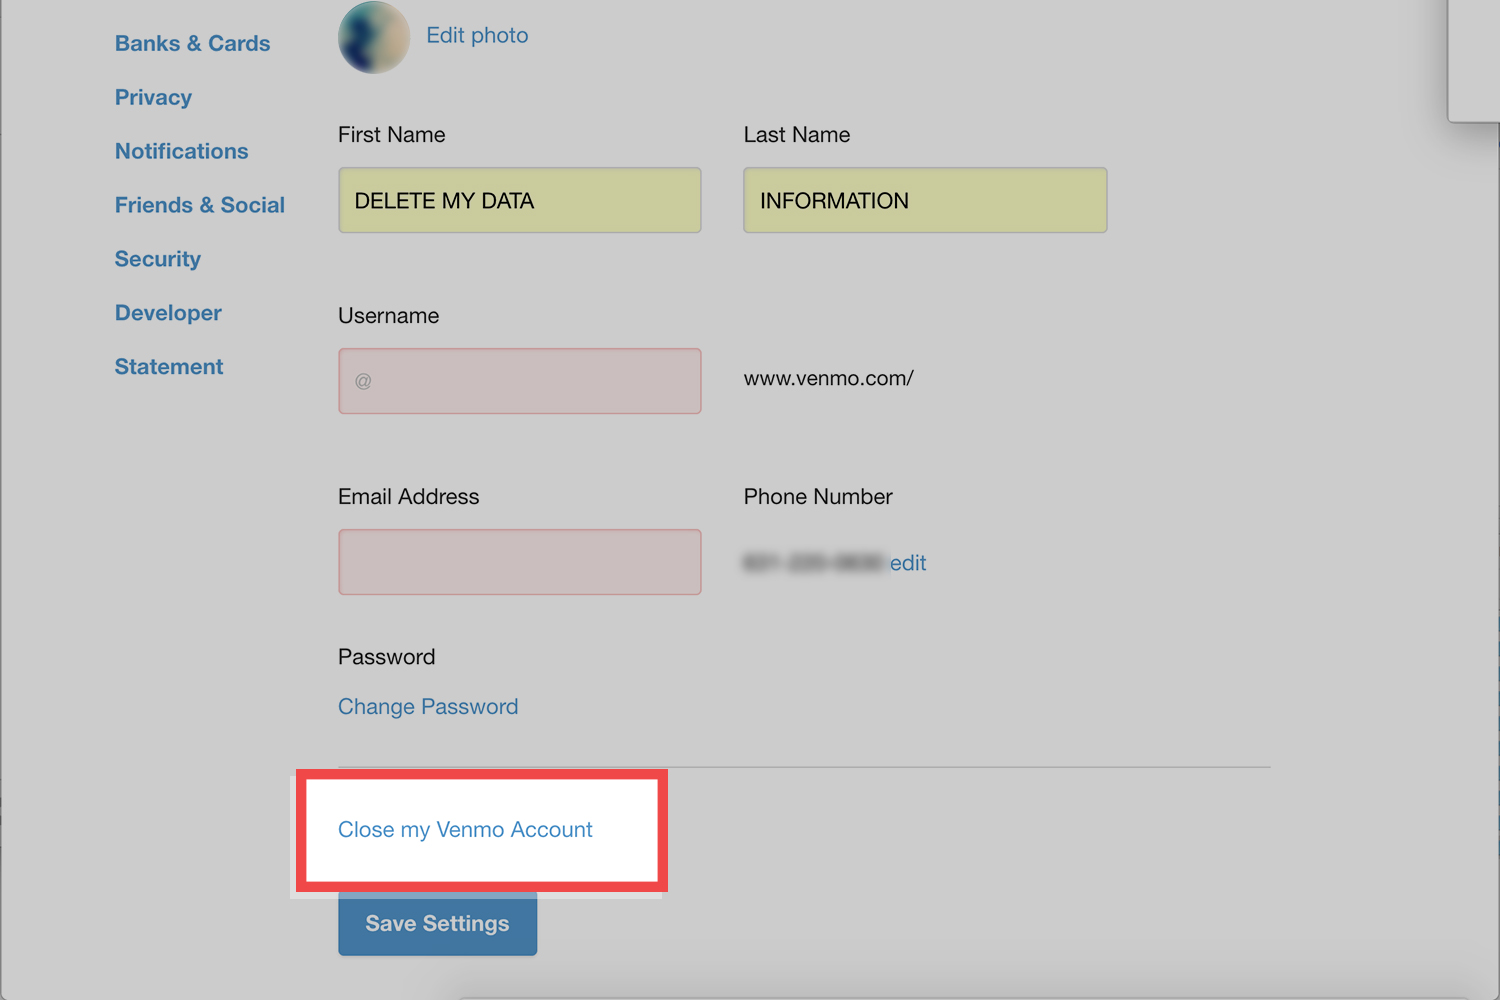 Banks & Cards
Privacy
Notifications
Friends & Social
Security
Developer
Statement
Edit photo
First Name
Last Name
DELETE MY DATA
INFORMATION
Username
@
www.venmo.com/
Email Address
Phone Number
edit
Password
Change Password
Close my Venmo Account
Save Settings